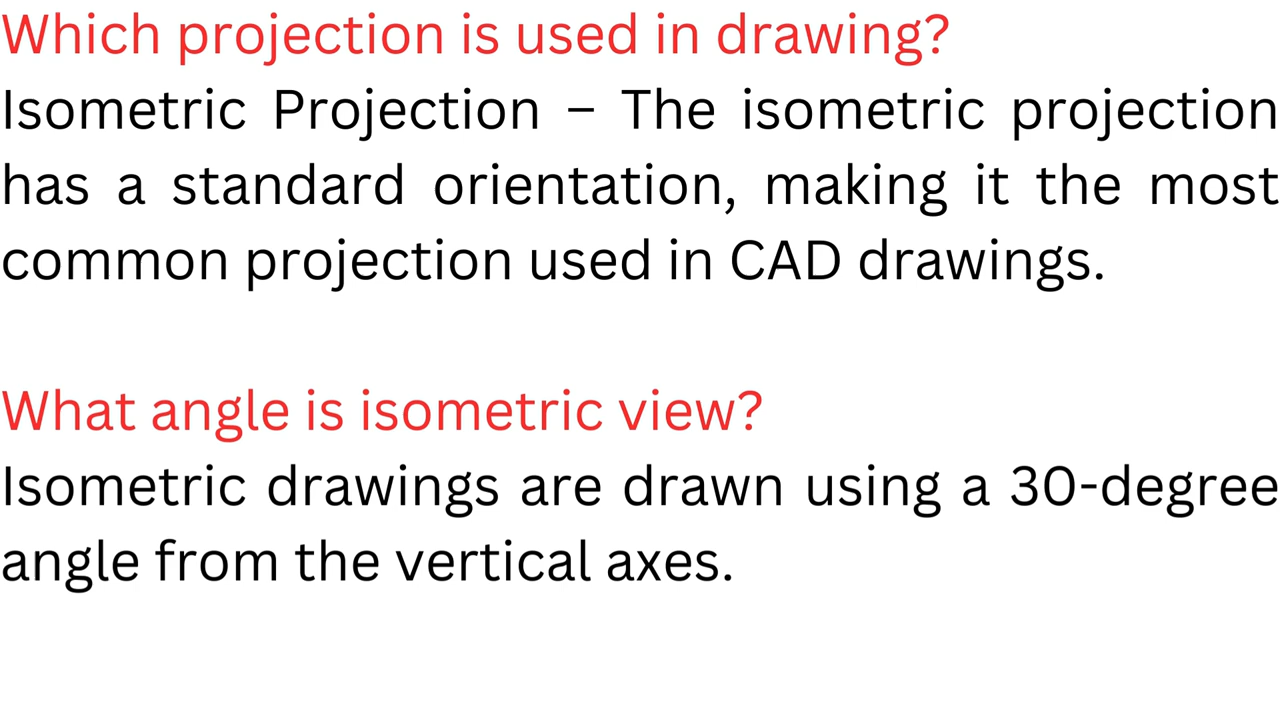 Which projection is used in drawing?
Isometric Projection – The isometric projection
has a standard orientation, making it the most
common projection used in CAD drawings.
What angle is isometric view?
Isometric drawings are drawn using a 30-degree
angle from the vertical axes.